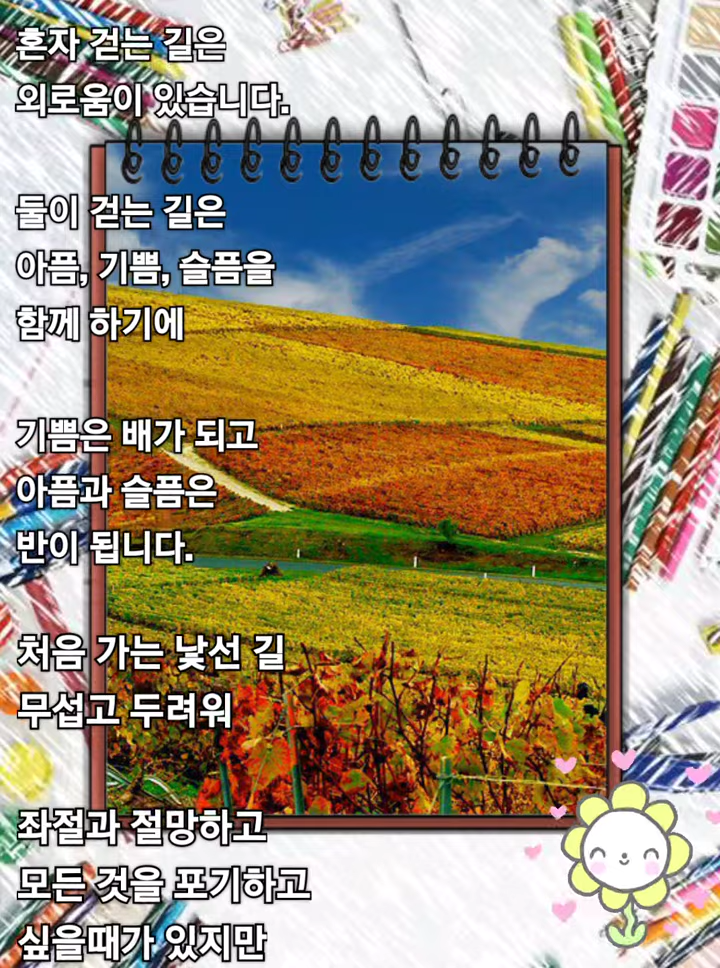 혼자 걷는 길은
외로움이 있습니다.
둘이 걷는 길은
아픔, 기쁨, 슬픔을
함께 하기에
기쁨은 배가 되고
아픔과 슬픔은
반이 됩니다.
처음 가는 낯선 길
무섭고 두려워
좌절과 절망하고
모든 것을 포기하고
싶을때가 있지만